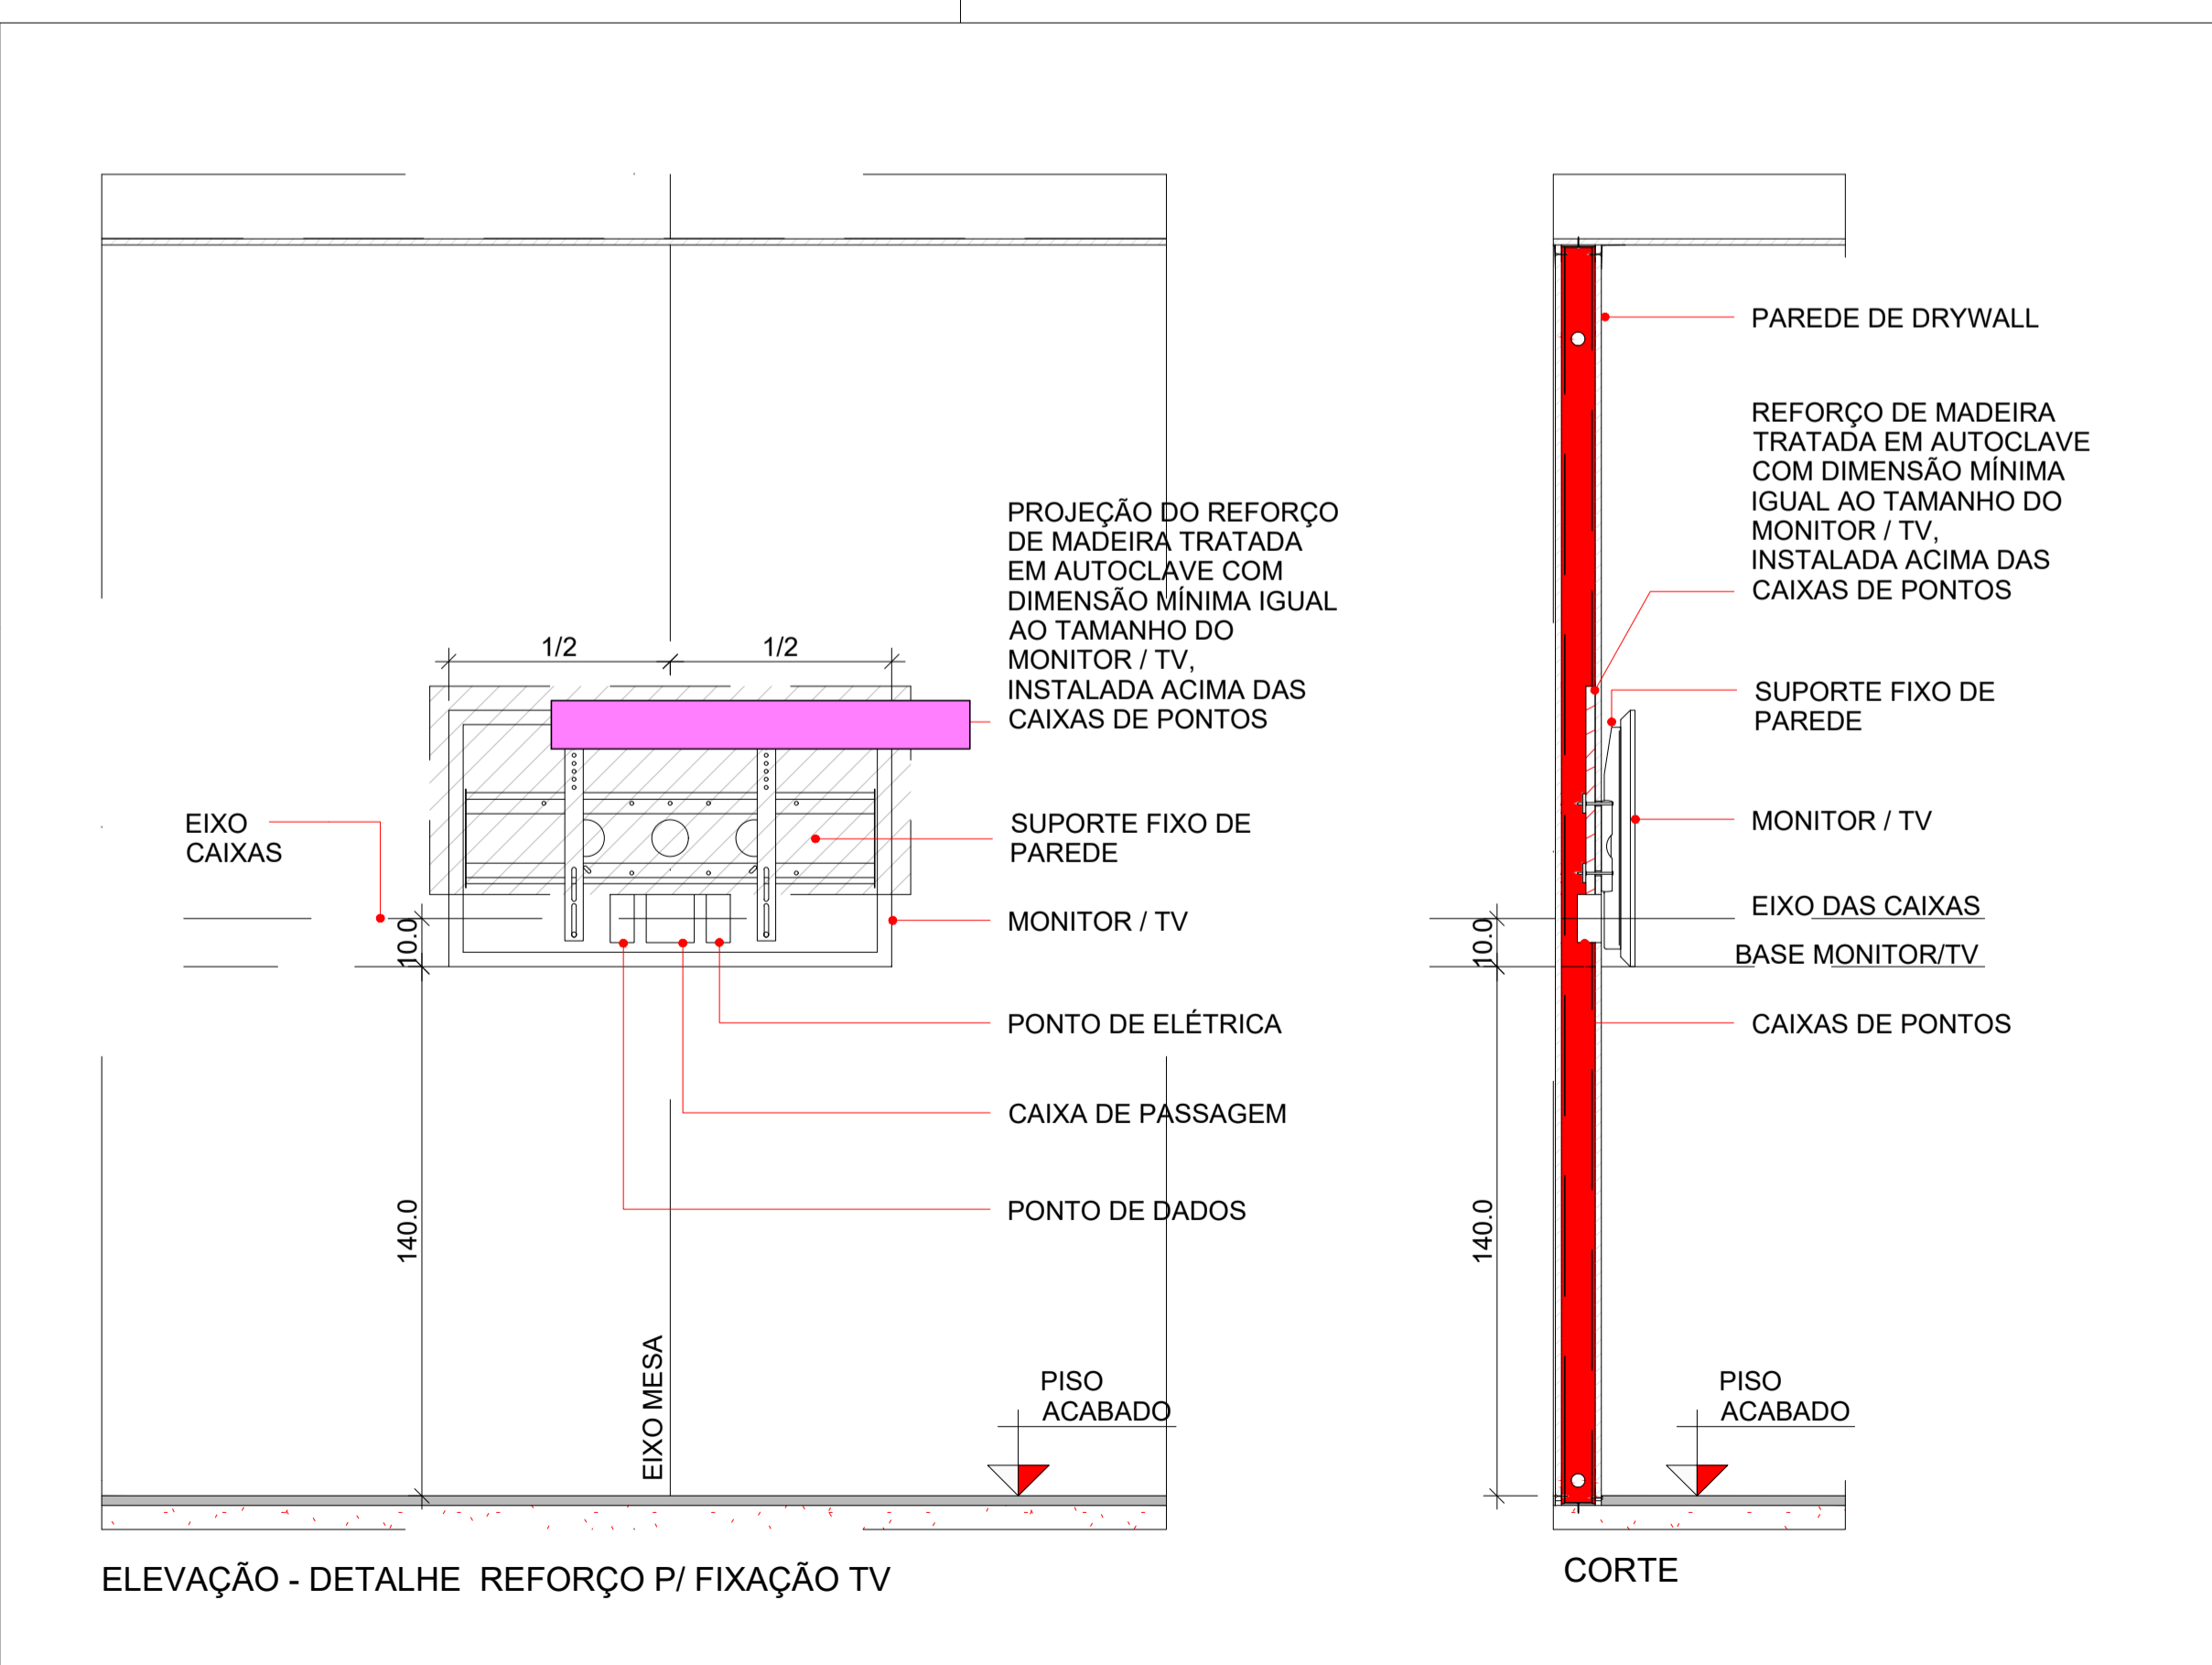 PROJEÇÃO DO REFORÇO
DE MADEIRA TRATADA
EM AUTOCLAVE COM
DIMENSÃO MÍNIMA IGUAL
AO TAMANHO DO
MONITOR / TV,
INSTALADA ACIMA DAS
CAIXAS DE PONTOS
1/2
1/2
EIXO
CAIXAS
SUPORTE FIXO DE
PAREDE
10.0
MONITOR / TV
PONTO DE ELÉTRICA
CAIXA DE PASSAGEM
PONTO DE DADOS
140.0
EIXO MESA
PISO
ACABADO
ELEVAÇÃO - DETALHE REFORÇO P/ FIXAÇÃO TV
PAREDE DE DRYWALL
REFORÇO DE MADEIRA
TRATADA EM AUTOCLAVE
COM DIMENSÃO MÍNIMA
IGUAL AO TAMANHO DO
MONITOR / TV,
INSTALADA ACIMA DAS
CAIXAS DE PONTOS
SUPORTE FIXO DE
PAREDE
MONITOR / TV
EIXO DAS CAIXAS
10.0
BASE MONITOR/TV
CAIXAS DE PONTOS
140.0
PISO
ACABADO
CORTE